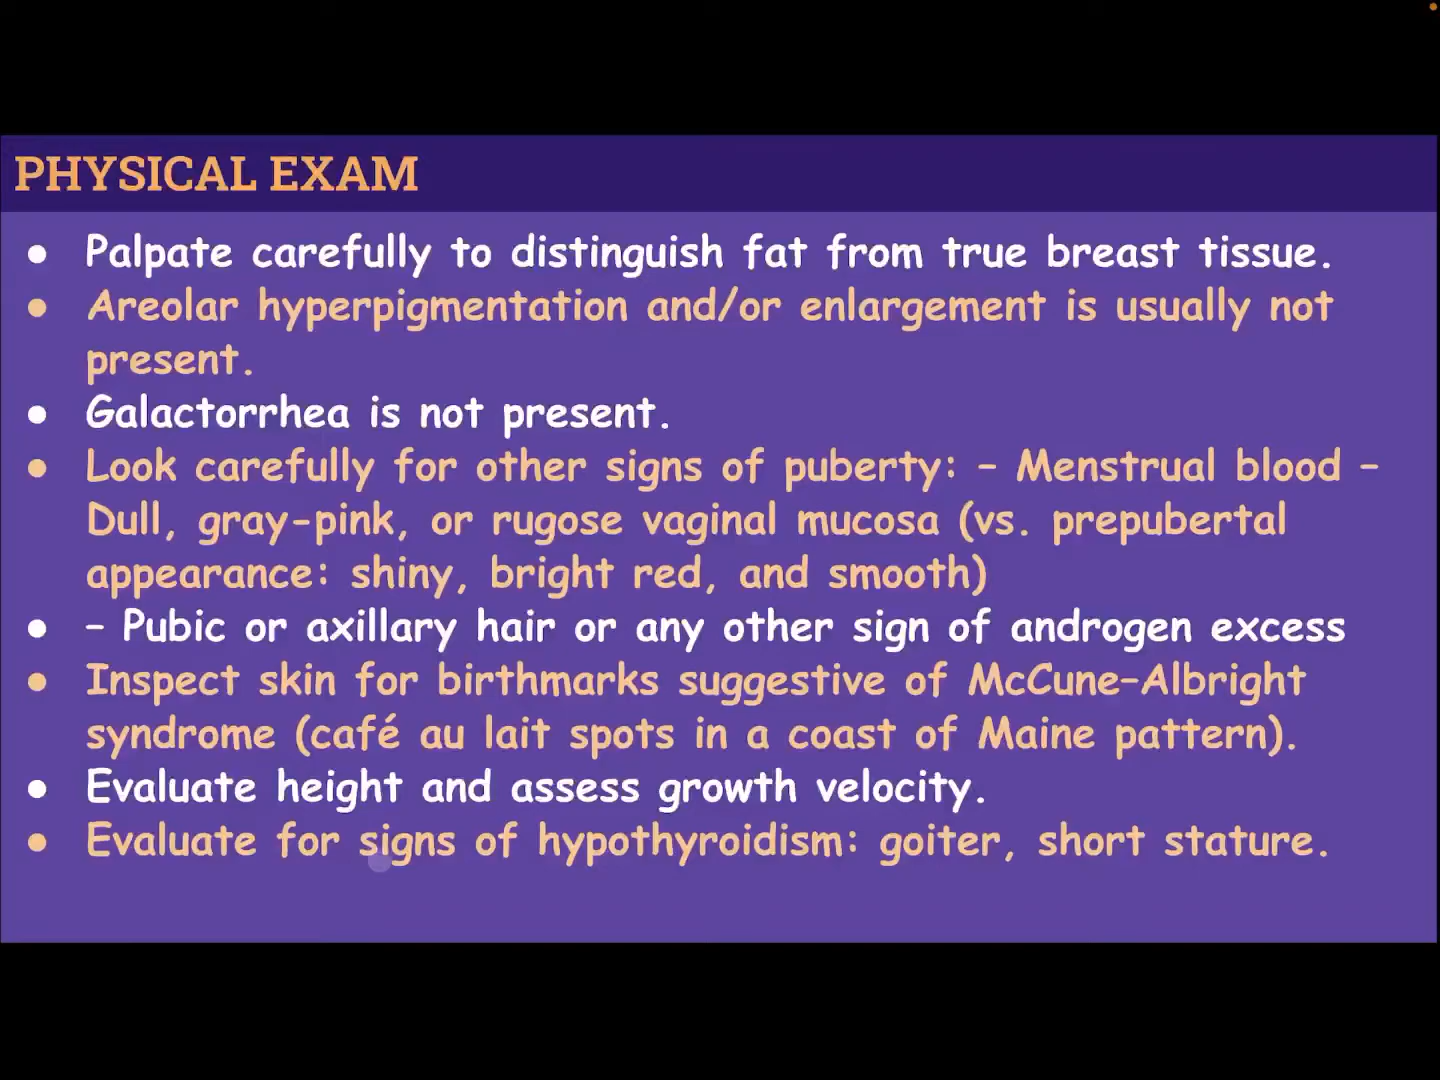 PHYSICAL EXAM
● Palpate carefully to distinguish fat from true breast tissue.
● Areolar hyperpigmentation and/or enlargement is usually not
present.
● Galactorrhea is not present.
● Look carefully for other signs of puberty: – Menstrual blood –
Dull, gray-pink, or rugose vaginal mucosa (vs. prepubertal
appearance: shiny, bright red, and smooth)
● – Pubic or axillary hair or any other sign of androgen excess
● Inspect skin for birthmarks suggestive of McCune–Albright
syndrome (café au lait spots in a coast of Maine pattern).
● Evaluate height and assess growth velocity.
● Evaluate for signs of hypothyroidism: goiter, short stature.